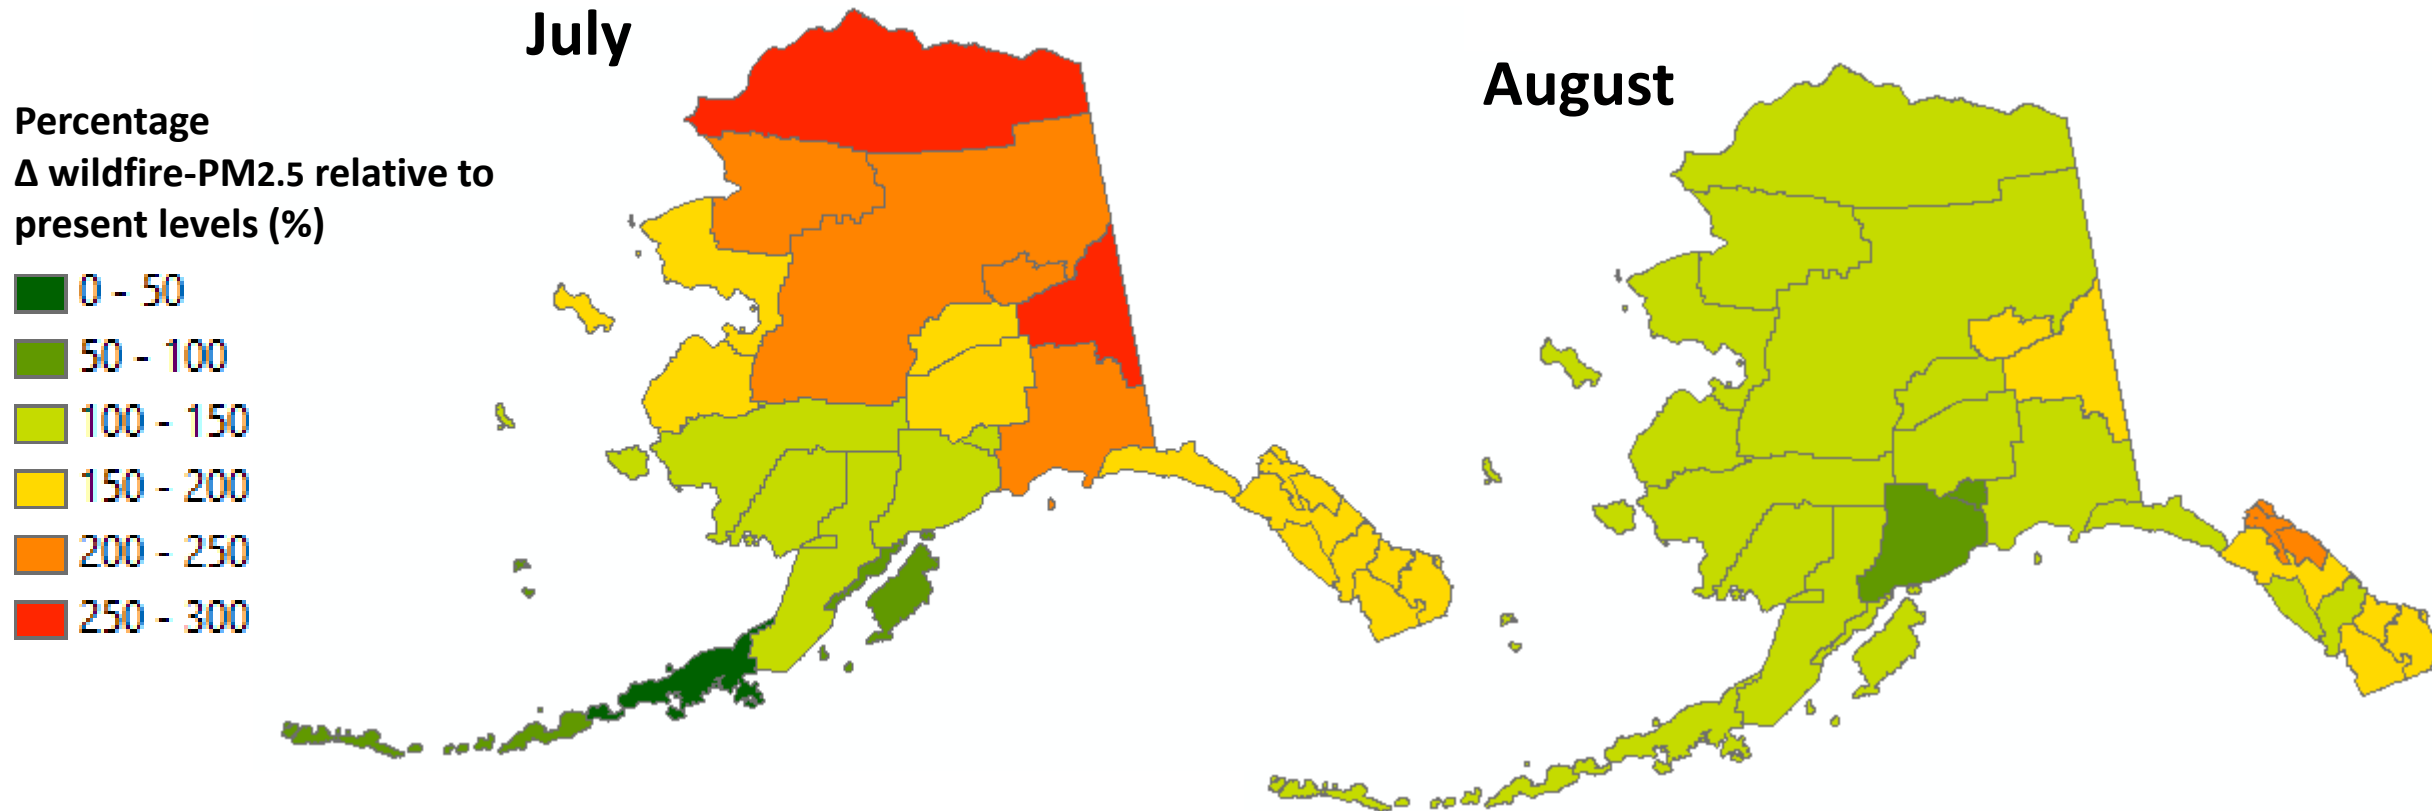 July
August
Percentage
Δ wildfire-PM2.5 relative to
present levels (%)
0 - 50
50 - 100
100 - 150
150 - 200
200 - 250
250 - 300